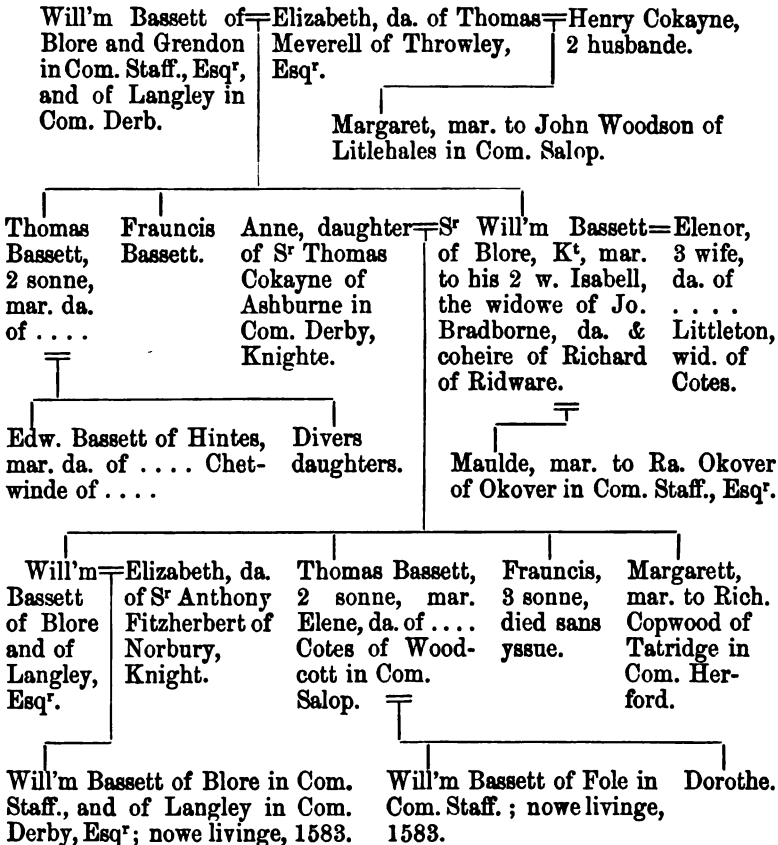 Will'm Bassett of
Blore and Grendon
in Com. Staff., Esqʳ,
and of Langley in
Com. Derb.
Elizabeth, da. of Thomas
Meverell of Throwley,
Esqʳ.
Henry Cokayne,
2 husbande.
Margaret, mar. to John Woodson of
Litlehales in Com. Salop.
Thomas
Bassett,
2 sonne,
mar. da.
of . . . .
Frauncis
Bassett.
Anne, daughter
of Sʳ Thomas
Cokayne of
Ashburne in
Com. Derby,
Knighte.
Sʳ Will'm Bassett
of Blore, Kᵗ, mar.
to his 2 w. Isabell,
the widowe of Jo.
Bradborne, da. &
coheire of Richard
of Ridware.
Elenor,
3 wife,
da. of
. . . .
Littleton,
wid. of
Cotes.
Edw. Bassett of Hintes,
mar. da. of . . . . Chet-
winde of . . . .
Divers
daughters.
Maulde, mar. to Ra. Okover
of Okover in Com. Staff., Esqʳ.
Will'm
Bassett
of Blore
and of
Langley,
Esqʳ.
Elizabeth, da.
of Sʳ Anthony
Fitzherbert of
Norbury,
Knight.
Thomas Bassett,
2 sonne, mar.
Elene, da. of . . . .
Cotes of Wood-
cott in Com.
Salop.
Frauncis,
3 sonne,
died sans
yssue.
Margarett,
mar. to Rich.
Copwood of
Tatridge in
Com. Her-
ford.
Will'm Bassett of Blore in Com.
Staff., and of Langley in Com.
Derby, Esqʳ; nowe livinge, 1583.
Will'm Bassett of Fole in
Com. Staff. ; nowe livinge,
1583.
Dorothe.